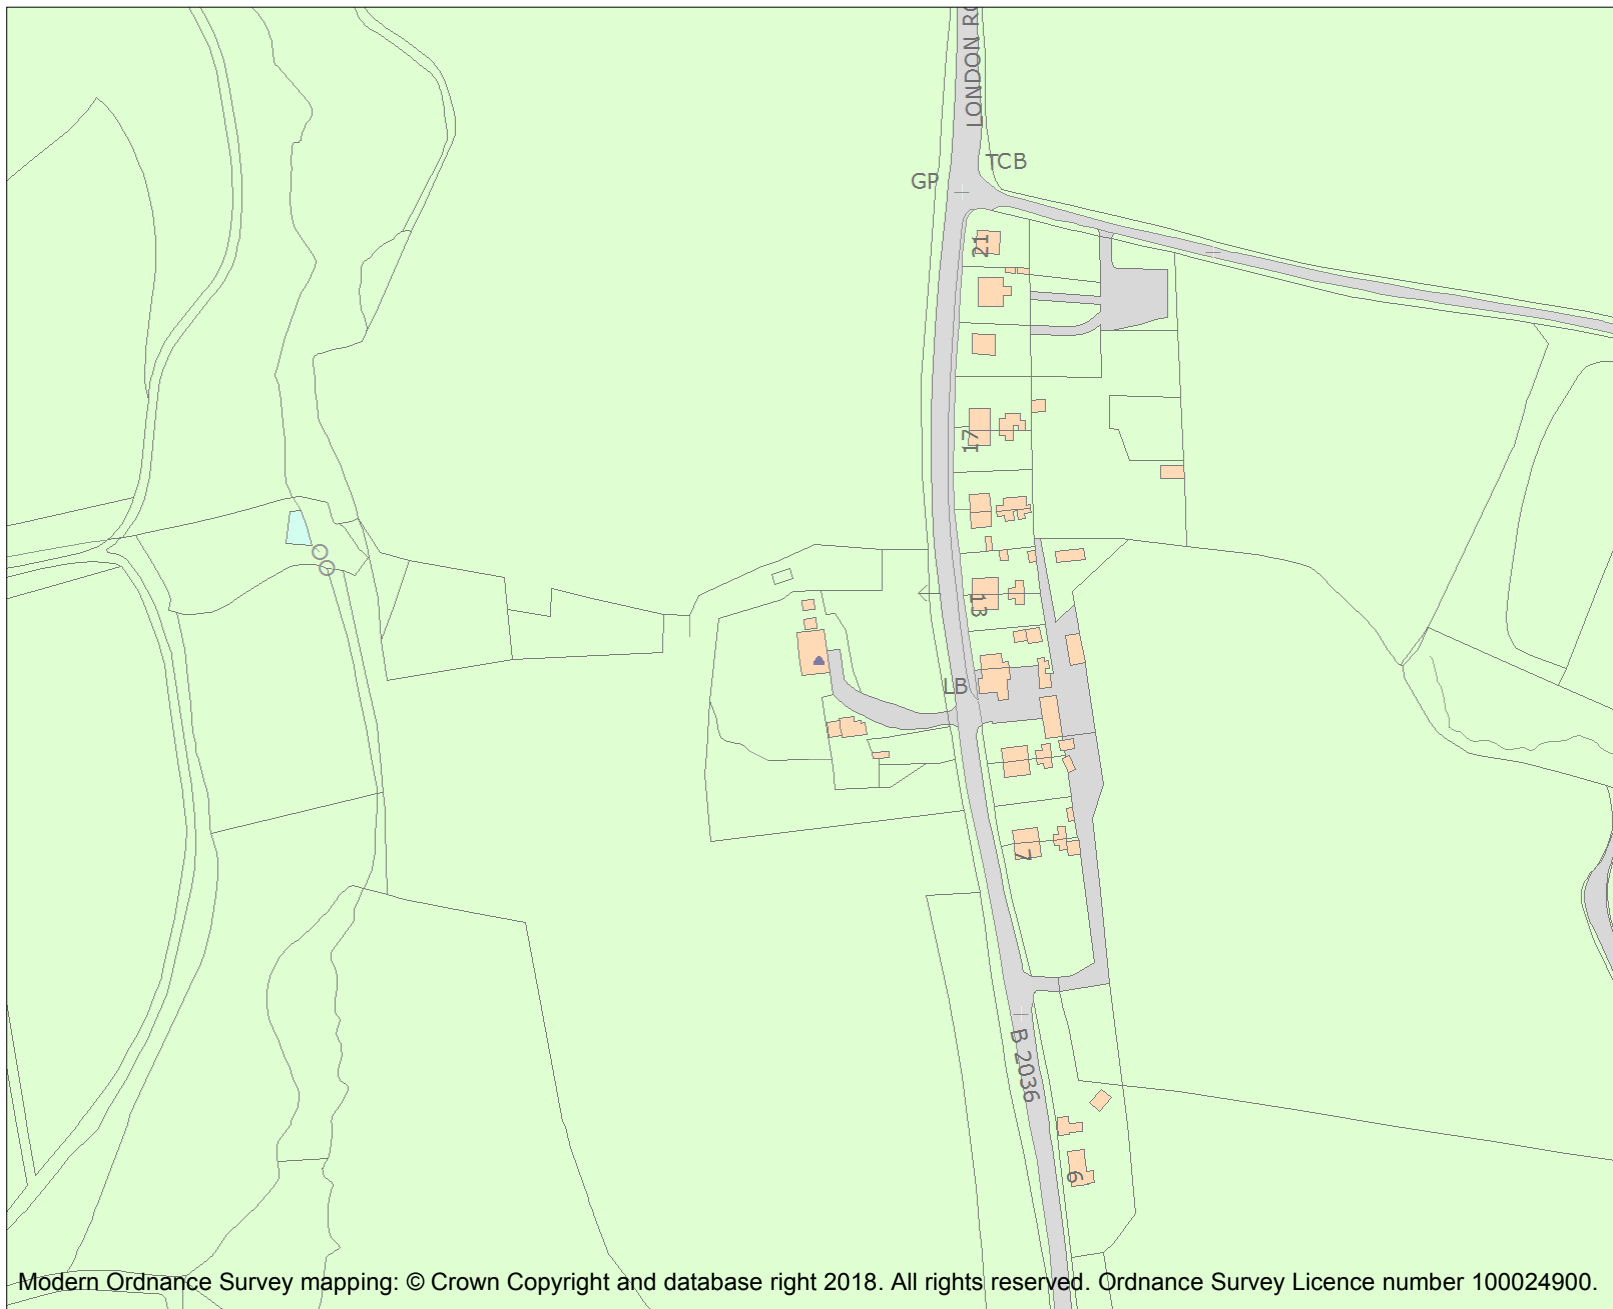 LONDON
TCB
GP
21
17
13
LB
7
B 2036
6
Modern Ordnance Survey mapping: © Crown Copyright and database right 2018. All rights reserved. Ordnance Survey Licence number 100024900.